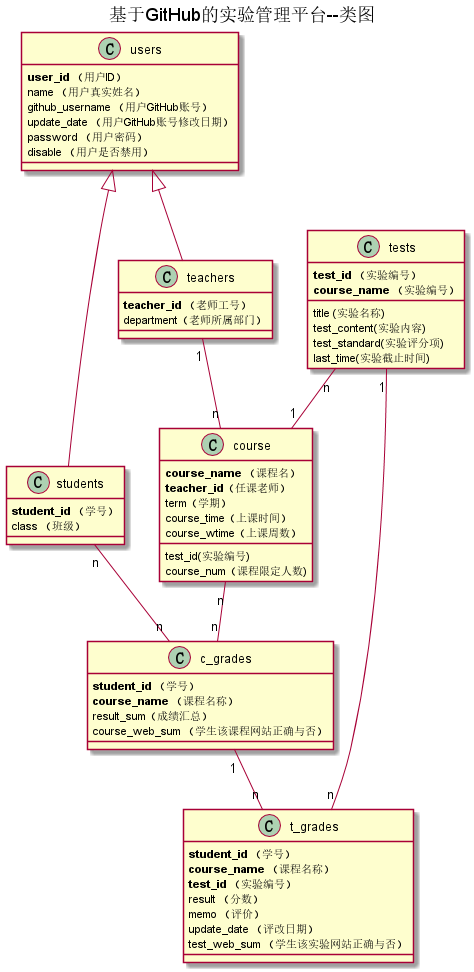 基于GitHub的实验管理平台--类图
C users
user_id （用户ID）
name （用户真实姓名）
github_username （用户GitHub账号）
update_date （用户GitHub账号修改日期）
password （用户密码）
disable （用户是否禁用）
C tests
test_id （实验编号）
course_name （实验编号）
title (实验名称)
test_content(实验内容)
test_standard(实验评分项)
last_time(实验截止时间)
C teachers
teacher_id （老师工号）
department（老师所属部门）
1
n
n
1
1
C course
course_name （课程名）
teacher_id（任课老师）
term（学期）
course_time（上课时间）
course_wtime（上课周数）
test_id(实验编号)
course_num（课程限定人数)
C students
student_id （学号）
class （班级）
n
n
n
n
C c_grades
student_id （学号）
course_name （课程名称）
result_sum（成绩汇总）
course_web_sum （学生该课程网站正确与否）
1
n
n
C t_grades
student_id （学号）
course_name （课程名称）
test_id（实验编号）
result （分数）
memo （评价）
update_date （评改日期）
test_web_sum （学生该实验网站正确与否）